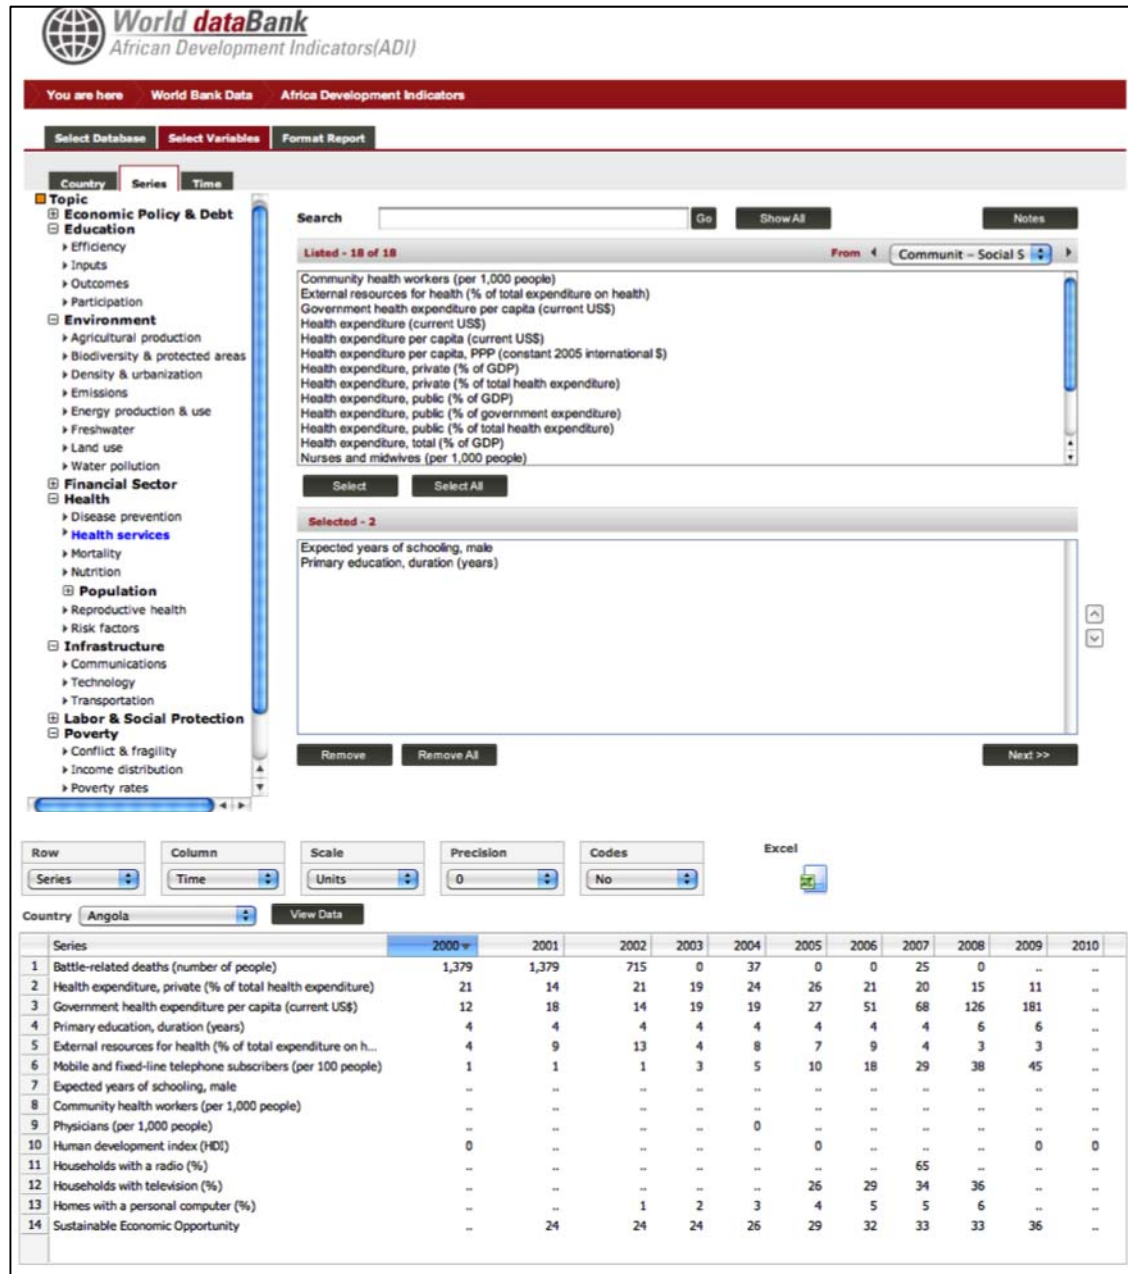 World dataBank
African Development Indicators(ADI)
You are here World Bank Data Africa Development Indicators
Select Database Select Variables Format Report
Country Series Time
Topic
Economic Policy & Debt
Education
Efficiency
Inputs
Outcomes
Participation
Environment
Agricultural production
Biodiversity & protected areas
Density & urbanization
Emissions
Energy production & use
Freshwater
Land use
Water pollution
Financial Sector
Health
Disease prevention
Health services
Mortality
Nutrition
Population
Reproductive health
Risk factors
Infrastructure
Communications
Technology
Transportation
Labor & Social Protection
Poverty
Conflict & fragility
Income distribution
Poverty rates
Search Go Show All Notes
Listed - 18 of 18 From Communit – Social S
Community health workers (per 1,000 people)
External resources for health (% of total expenditure on health)
Government health expenditure per capita (current US$)
Health expenditure (current US$)
Health expenditure per capita (current US$)
Health expenditure per capita, PPP (constant 2005 international $)
Health expenditure, private (% of GDP)
Health expenditure, private (% of total health expenditure)
Health expenditure, public (% of GDP)
Health expenditure, public (% of government expenditure)
Health expenditure, public (% of total health expenditure)
Health expenditure, total (% of GDP)
Nurses and midwives (per 1,000 people)
Select Select All
Selected - 2
Expected years of schooling, male
Primary education, duration (years)
Remove Remove All Next >>
Row Column Scale Precision Codes Excel
Series Time Units 0 No
Country Angola View Data
Series 2000 2001 2002 2003 2004 2005 2006 2007 2008 2009 2010
1 Battle-related deaths (number of people) 1,379 1,379 715 0 37 0 0 25 0 .. ..
2 Health expenditure, private (% of total health expenditure) 21 14 21 19 24 26 21 20 15 11 ..
3 Government health expenditure per capita (current US$) 12 18 14 19 19 27 51 68 126 181 ..
4 Primary education, duration (years) 4 4 4 4 4 4 4 4 6 6 ..
5 External resources for health (% of total expenditure on h... 4 9 13 4 8 7 9 4 3 3 ..
6 Mobile and fixed-line telephone subscribers (per 100 people) 1 1 1 3 5 10 18 29 38 45 ..
7 Expected years of schooling, male .. .. .. .. .. .. .. .. .. .. ..
8 Community health workers (per 1,000 people) .. .. .. .. .. .. .. .. .. .. ..
9 Physicians (per 1,000 people) .. .. .. .. 0 .. .. .. .. .. ..
10 Human development index (HDI) 0 .. .. .. .. 0 .. .. .. 0 0
11 Households with a radio (%) .. .. .. .. .. .. .. 65 .. .. ..
12 Households with television (%) .. .. .. .. .. 26 29 34 36 .. ..
13 Homes with a personal computer (%) .. .. 1 2 3 4 5 5 6 .. ..
14 Sustainable Economic Opportunity .. 24 24 24 26 29 32 33 33 36 ..